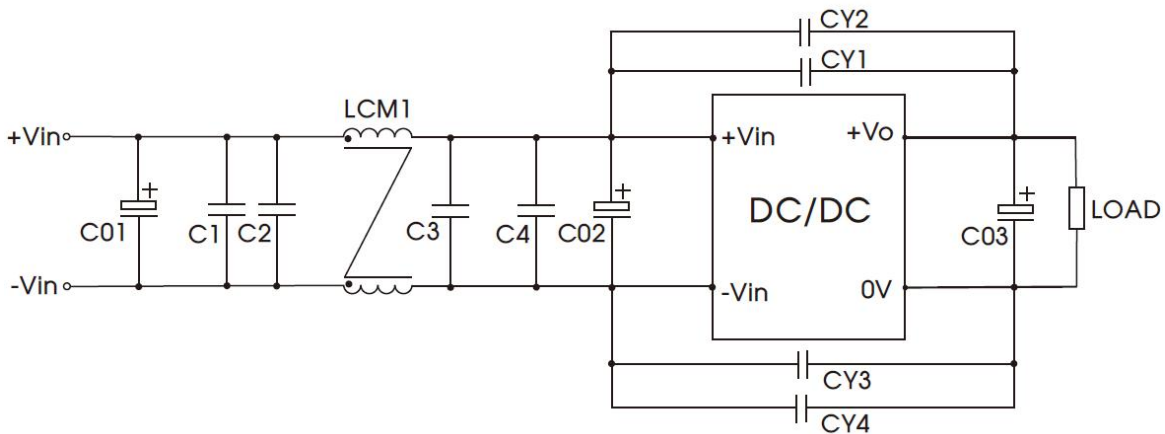 CY2
CY1
LCM1
+Vin
+Vin
+Vo
+
+
+
DC/DC
LOAD
C01
C1
C2
C3
C4
C02
C03
-Vin
-Vin
0V
CY3
CY4